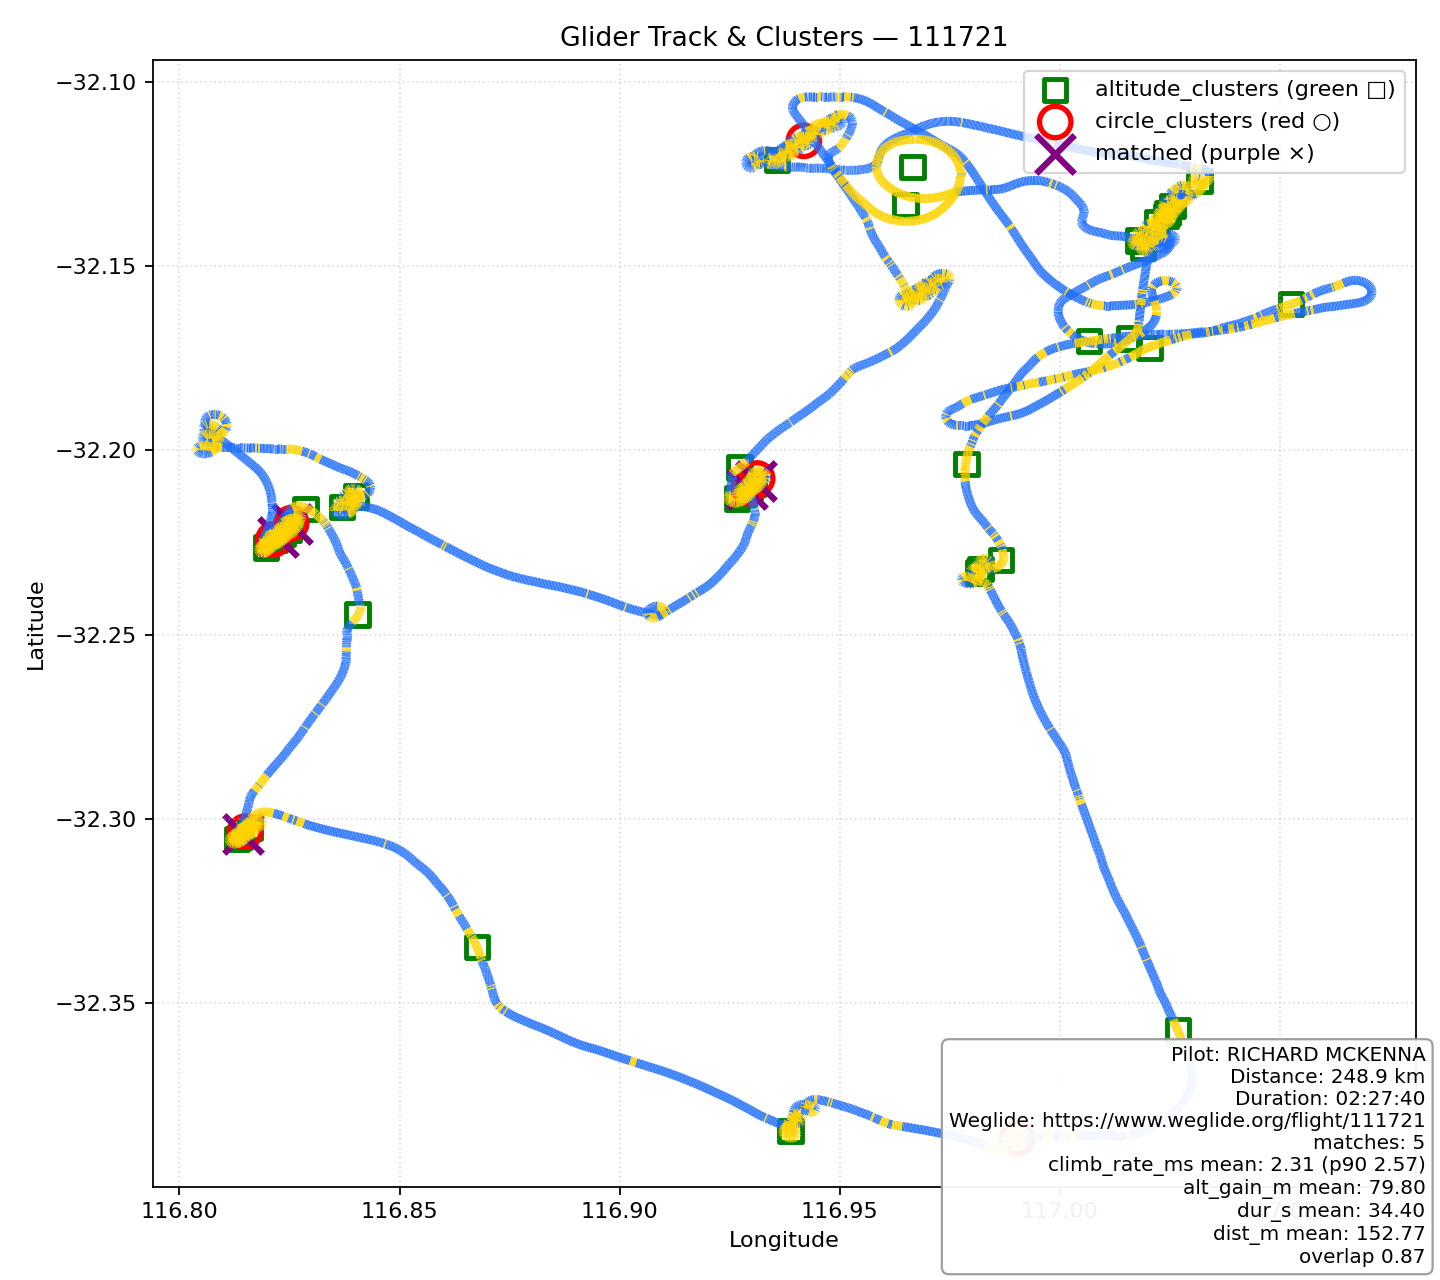 Glider Track & Clusters — 111721
altitude_clusters (green □)
circle_clusters (red ○)
matched (purple ×)
−32.10
−32.15
−32.20
−32.25
−32.30
−32.35
Latitude
116.80
116.85
116.90
116.95
117.00
Longitude
Pilot: RICHARD MCKENNA
Distance: 248.9 km
Duration: 02:27:40
Weglide: https://www.weglide.org/flight/111721
matches: 5
climb_rate_ms mean: 2.31 (p90 2.57)
alt_gain_m mean: 79.80
dur_s mean: 34.40
dist_m mean: 152.77
overlap 0.87